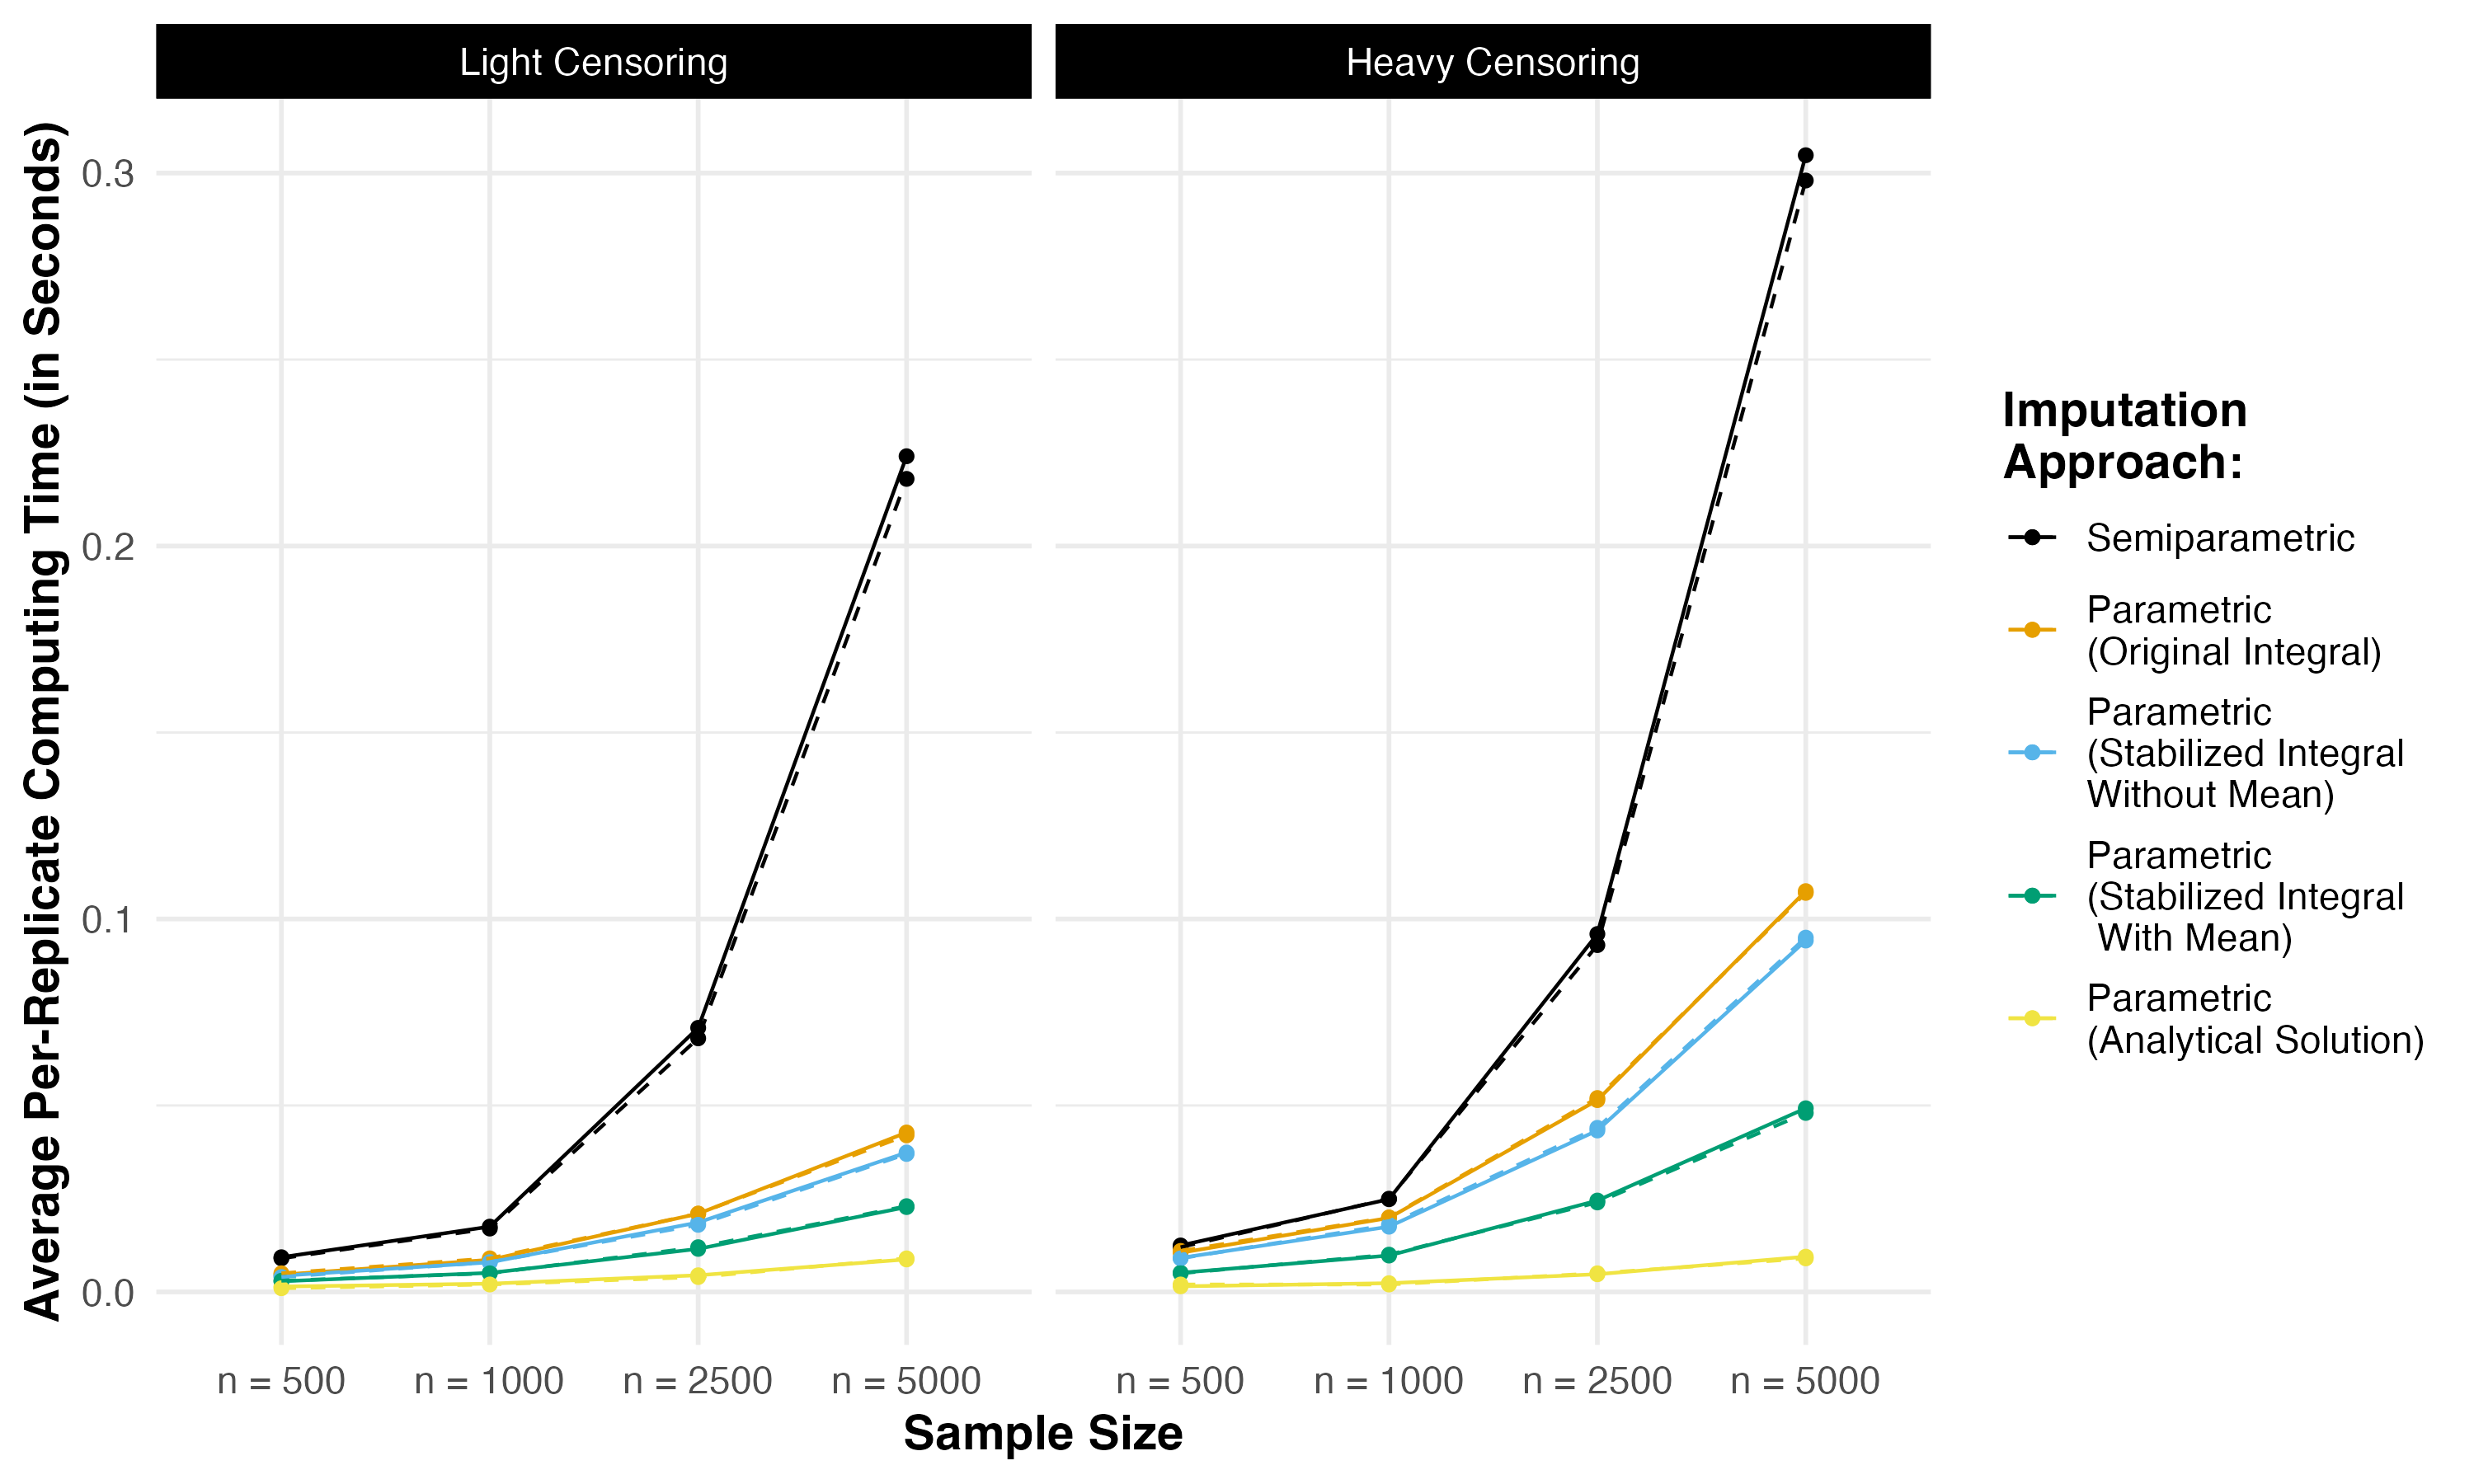 Light Censoring
Heavy Censoring
Average Per-Replicate Computing Time (in Seconds)
0.3
0.2
0.1
0.0
n = 500
n = 1000
n = 2500
n = 5000
n = 500
n = 1000
n = 2500
n = 5000
Sample Size
Imputation
Approach:
Semiparametric
Parametric
(Original Integral)
Parametric
(Stabilized Integral
Without Mean)
Parametric
(Stabilized Integral
With Mean)
Parametric
(Analytical Solution)